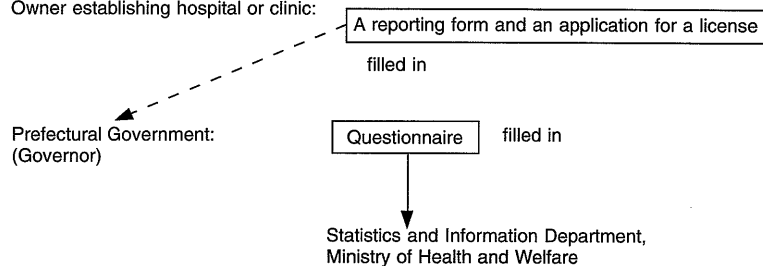 Owner establishing hospital or clinic:
A reporting form and an application for a license
filled in
Prefectural Government:
(Governor)
Questionnaire
filled in
Statistics and Information Department,
Ministry of Health and Welfare